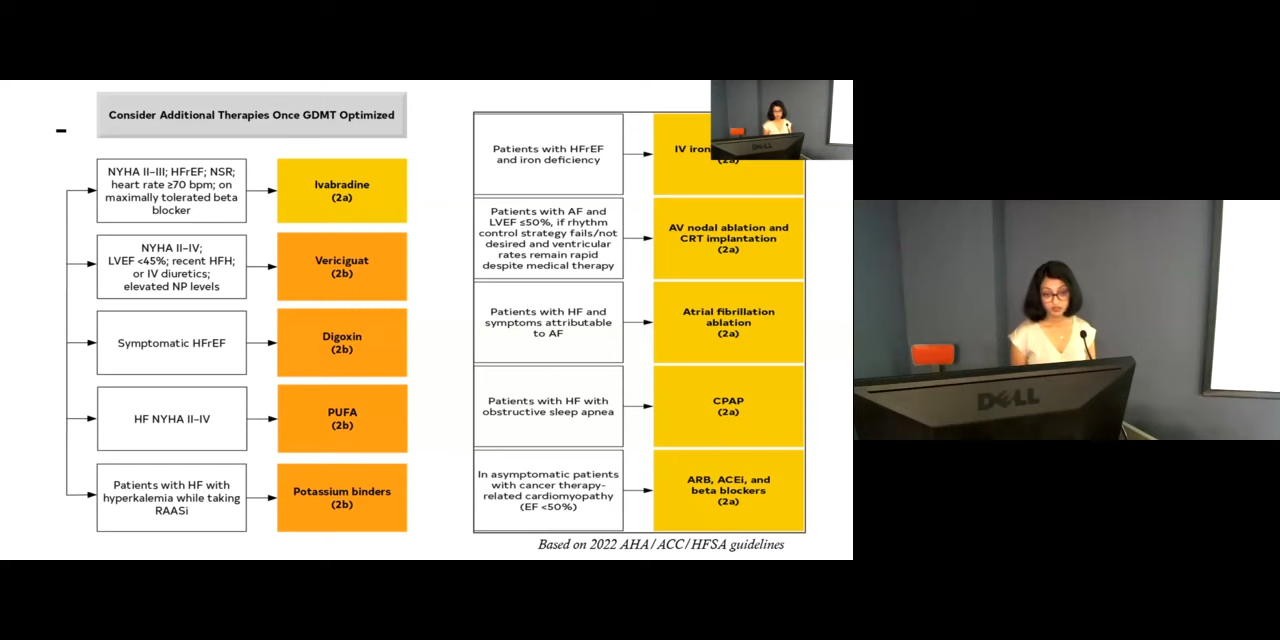 Consider Additional Therapies Once GDMT Optimized
NYHA II–III; HFrEF; NSR;
heart rate ≥70 bpm; on
maximally tolerated beta
blocker
Ivabradine
(2a)
NYHA II–IV;
LVEF <45%; recent HFH;
or IV diuretics;
elevated NP levels
Vericiguat
(2b)
Symptomatic HFrEF
Digoxin
(2b)
HF NYHA II–IV
PUFA
(2b)
Patients with HF with
hyperkalemia while taking
RAASi
Potassium binders
(2b)
Patients with HFrEF
and iron deficiency
IV iron
(2a)
Patients with AF and
LVEF ≤50%, if rhythm
control strategy fails/not
desired and ventricular
rates remain rapid
despite medical therapy
AV nodal ablation and
CRT implantation
(2a)
Patients with HF and
symptoms attributable
to AF
Atrial fibrillation
ablation
(2a)
Patients with HF with
obstructive sleep apnea
CPAP
(2a)
In asymptomatic patients
with cancer therapy-
related cardiomyopathy
(EF <50%)
ARB, ACEi, and
beta blockers
(2a)
Based on 2022 AHA/ACC/HFSA guidelines
DELL
DELL